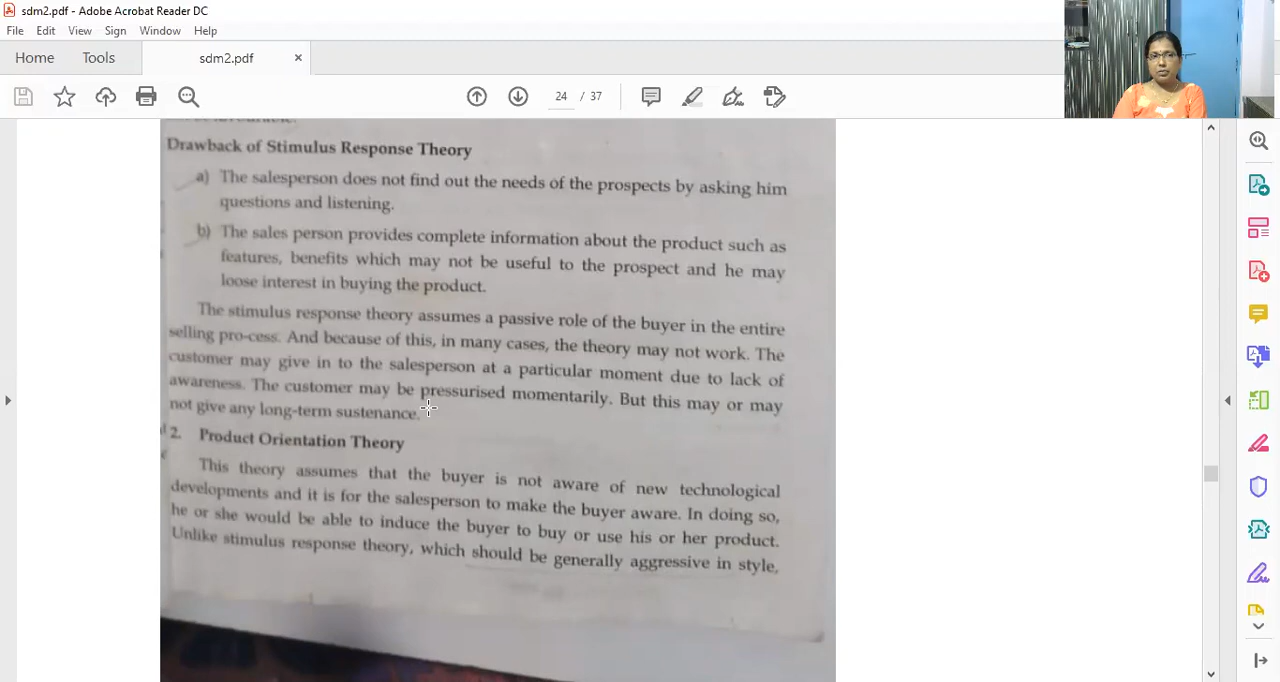 sdm2.pdf - Adobe Acrobat Reader DC
File Edit View Sign Window Help
Home Tools sdm2.pdf
24 / 37
Drawback of Stimulus Response Theory
a) The salesperson does not find out the needs of the prospects by asking him
questions and listening.
b) The sales person provides complete information about the product such as
features, benefits which may not be useful to the prospect and he may
loose interest in buying the product.
The stimulus response theory assumes a passive role of the buyer in the entire
selling pro-cess. And because of this, in many cases, the theory may not work. The
customer may give in to the salesperson at a particular moment due to lack of
awareness. The customer may be pressurised momentarily. But this may or may
not give any long-term sustenance.
2. Product Orientation Theory
This theory assumes that the buyer is not aware of new technological
developments and it is for the salesperson to make the buyer aware. In doing so,
he or she would be able to induce the buyer to buy or use his or her product.
Unlike stimulus response theory, which should be generally aggressive in style,